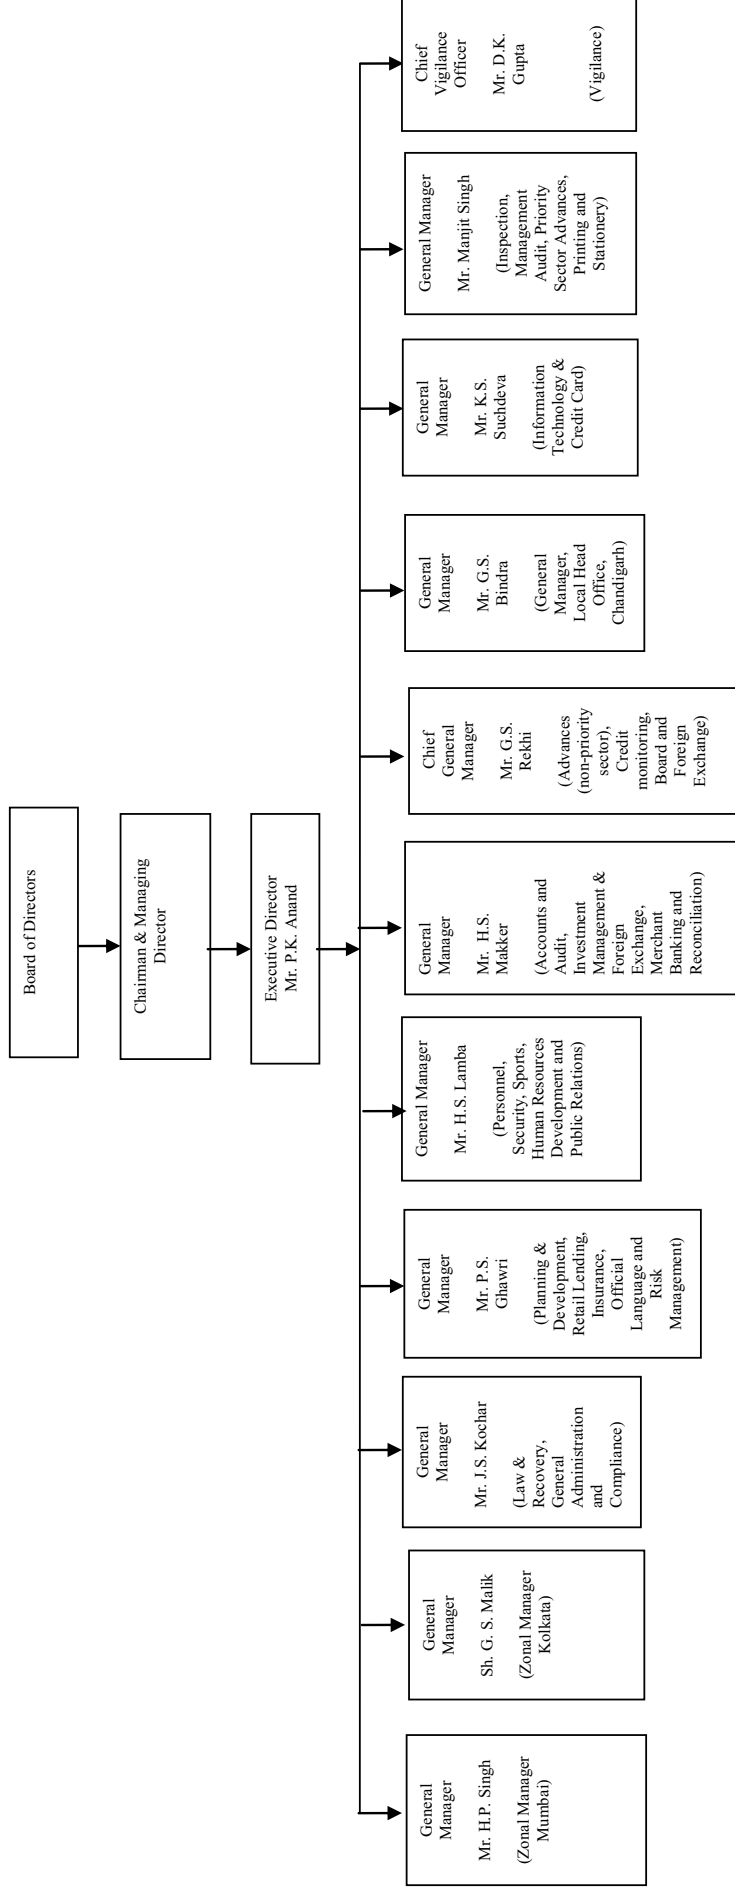 Board of Directors
Chairman & Managing
Director
Executive Director
Mr. P.K. Anand
General
Manager
Mr. H.P. Singh
(Zonal Manager
Mumbai)
General
Manager
Sh. G. S. Malik
(Zonal Manager
Kolkata)
General
Manager
Mr. J.S. Kochar
(Law &
Recovery,
General
Administration
and
Compliance)
General
Manager
Mr. P.S.
Ghawri
(Planning &
Development,
Retail Lending,
Insurance,
Official
Language and
Risk
Management)
General Manager
Mr. H.S. Lamba
(Personnel,
Security, Sports,
Human Resources
Development and
Public Relations)
General
Manager
Mr. H.S.
Makker
(Accounts and
Audit,
Investment
Management &
Foreign
Exchange,
Merchant
Banking and
Reconciliation)
Chief
General
Manager
Mr. G.S.
Rekhi
(Advances
(non-priority
sector),
Credit
monitoring,
Board and
Foreign
Exchange)
General
Manager
Mr. G.S.
Bindra
(General
Manager,
Local Head
Office,
Chandigarh)
General
Manager
Mr. K.S.
Suchdeva
(Information
Technology &
Credit Card)
General Manager
Mr. Manjit Singh
(Inspection,
Management
Audit, Priority
Sector Advances,
Printing and
Stationery)
Chief
Vigilance
Officer
Mr. D.K.
Gupta
(Vigilance)